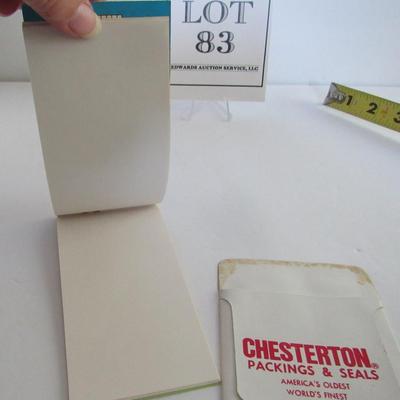 LOT
83
EDWARDS AUCTION SERVICE, LLC
1 2 3
CHESTERTON®
PACKINGS & SEALS
AMERICA'S OLDEST
WORLD'S FINEST